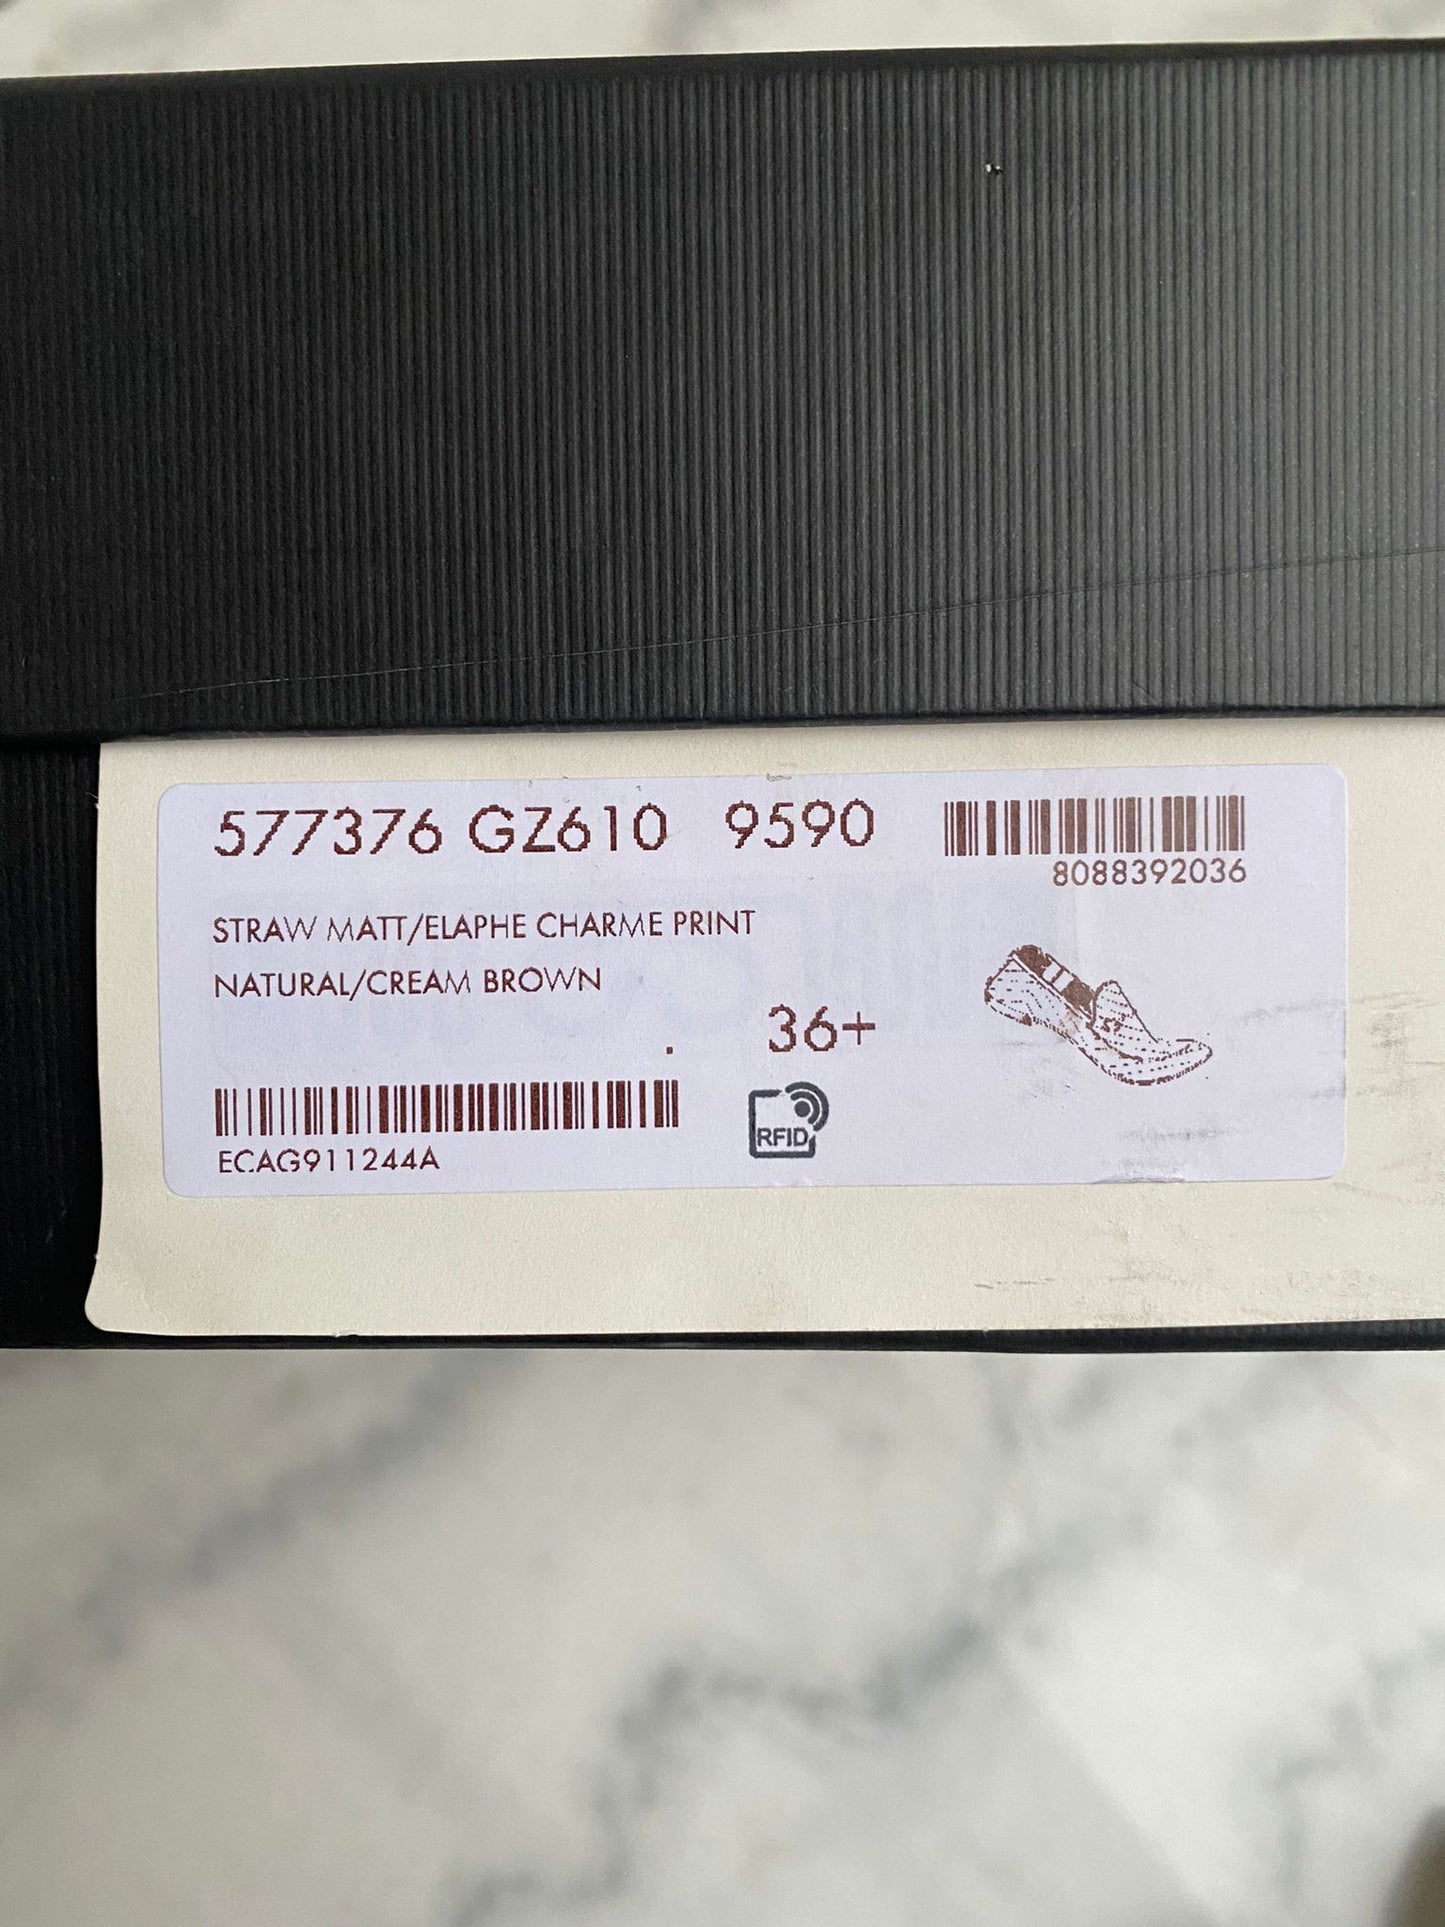 577376 GZ610 9590
8088392036
STRAW MATT/ELAPHE CHARME PRINT
NATURAL/CREAM BROWN
. 36+
RFID
ECAG911244A